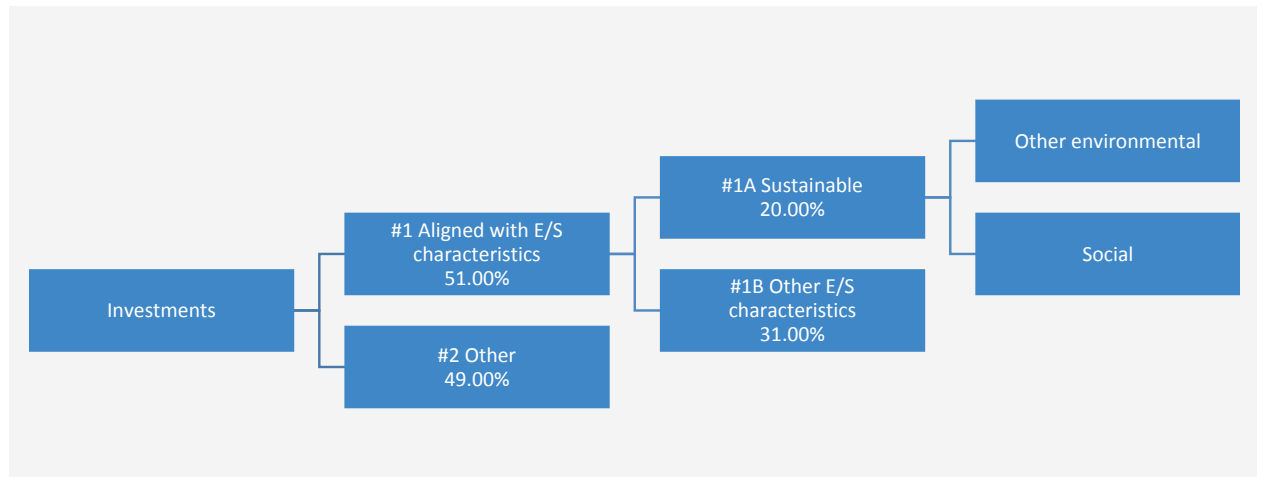 Investments
#1 Aligned with E/S
characteristics
51.00%
#2 Other
49.00%
#1A Sustainable
20.00%
#1B Other E/S
characteristics
31.00%
Other environmental
Social